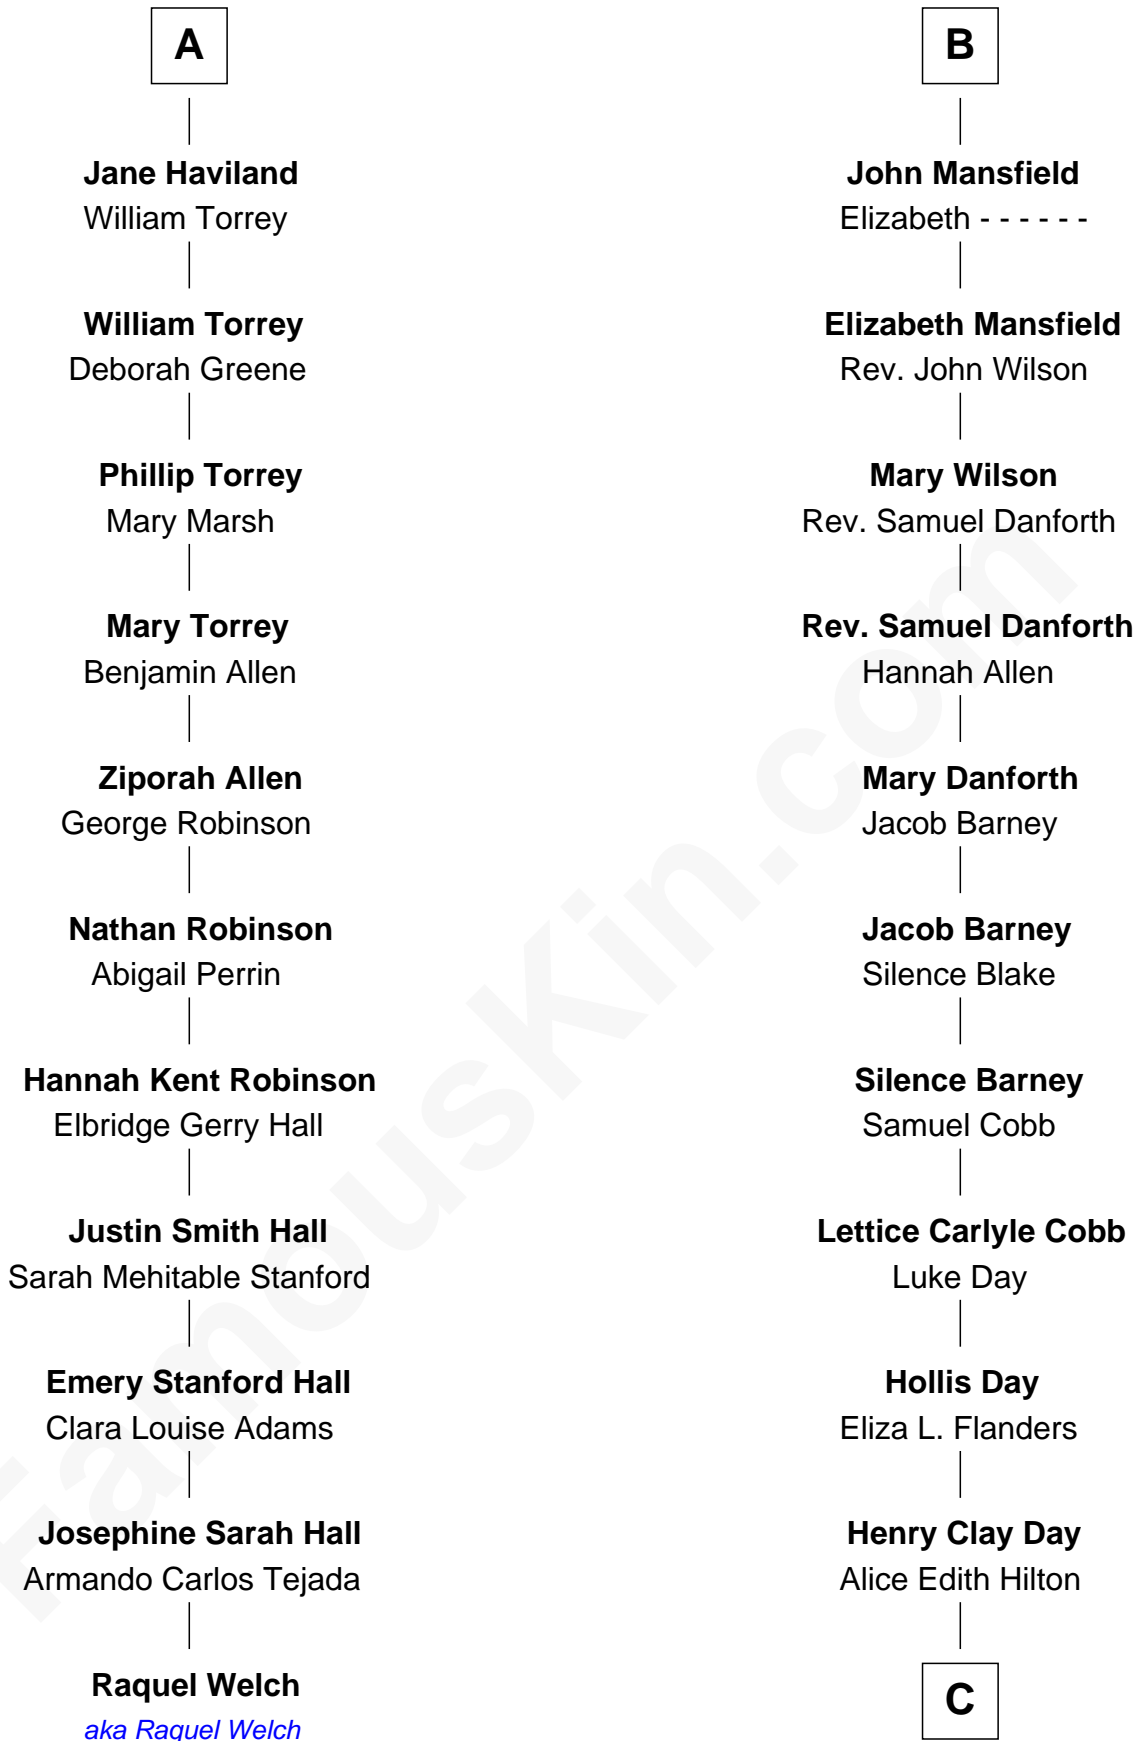 A
Jane Haviland
William Torrey
William Torrey
Deborah Greene
Phillip Torrey
Mary Marsh
Mary Torrey
Benjamin Allen
Ziporah Allen
George Robinson
Nathan Robinson
Abigail Perrin
Hannah Kent Robinson
Elbridge Gerry Hall
Justin Smith Hall
Sarah Mehitable Stanford
Emery Stanford Hall
Clara Louise Adams
Josephine Sarah Hall
Armando Carlos Tejada
Raquel Welch
aka Raquel Welch
B
John Mansfield
Elizabeth - - - - - -
Elizabeth Mansfield
Rev. John Wilson
Mary Wilson
Rev. Samuel Danforth
Rev. Samuel Danforth
Hannah Allen
Mary Danforth
Jacob Barney
Jacob Barney
Silence Blake
Silence Barney
Samuel Cobb
Lettice Carlyle Cobb
Luke Day
Hollis Day
Eliza L. Flanders
Henry Clay Day
Alice Edith Hilton
C
FamousKin.com